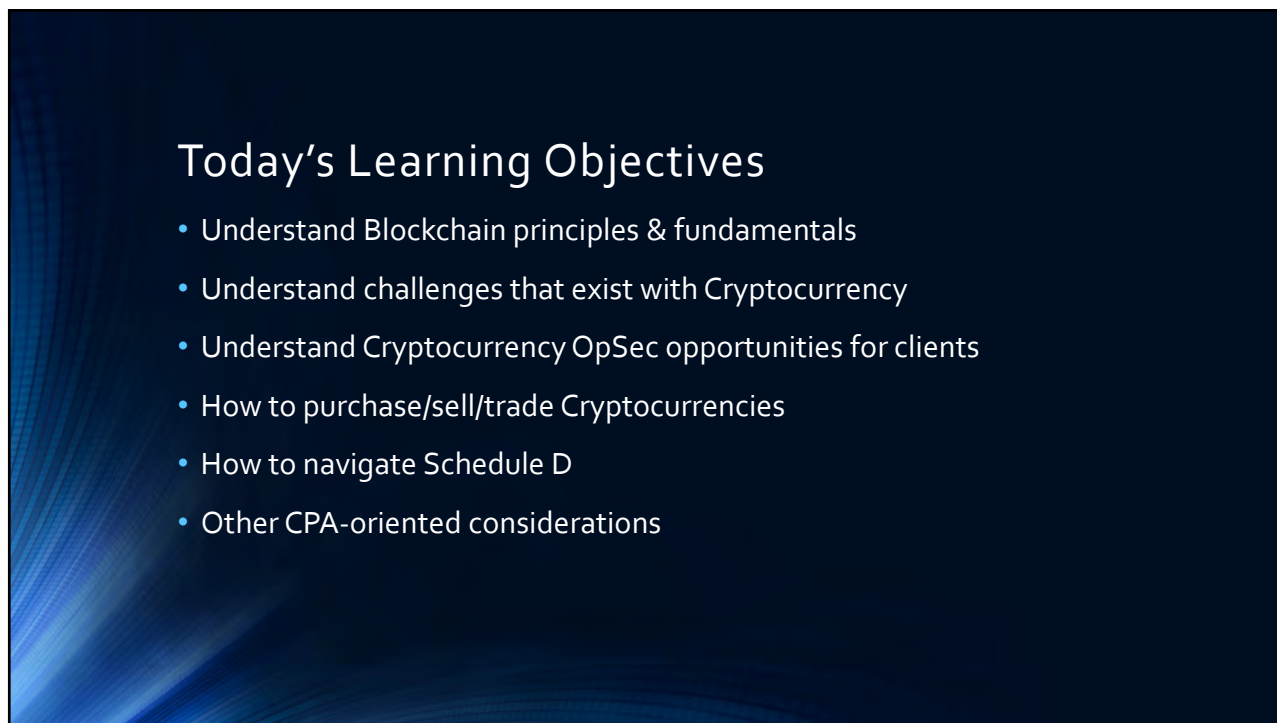 Today’s Learning Objectives
• Understand Blockchain principles & fundamentals
• Understand challenges that exist with Cryptocurrency
• Understand Cryptocurrency OpSec opportunities for clients
• How to purchase/sell/trade Cryptocurrencies
• How to navigate Schedule D
• Other CPA-oriented considerations